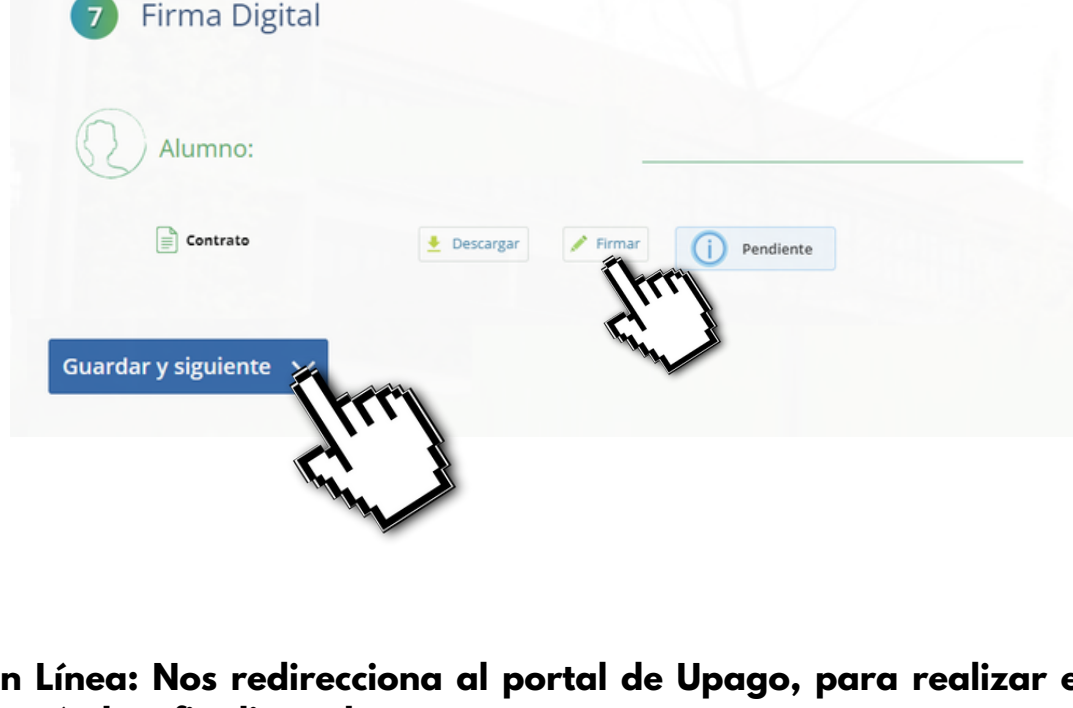 7 Firma Digital
Alumno:
Contrato Descargar Firmar Pendiente
Guardar y siguiente
n Línea: Nos redirecciona al portal de Upago, para realizar e